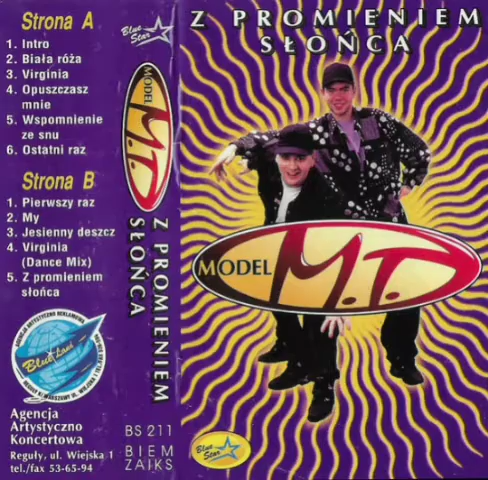 Strona A
1. Intro
2. Biała róża
3. Virginia
4. Opuszczasz
mnie
5. Wspomnienie
ze snu
6. Ostatni raz
Strona B
1. Pierwszy raz
2. My
3. Jesienny deszcz
4. Virginia
(Dance Mix)
5. Z promieniem
słońca
Blue Land
Agencja
Artystyczno
Koncertowa
Reguły, ul. Wiejska 1
tel./fax 53-65-94
Blue
Star
MODEL
M.T.
Z PROMIENIEM
SŁOŃCA
BS 211
BIEM
ZAIKS
Z PROMIENIEM
SŁOŃCA
MODEL M.T.
Blue
Star